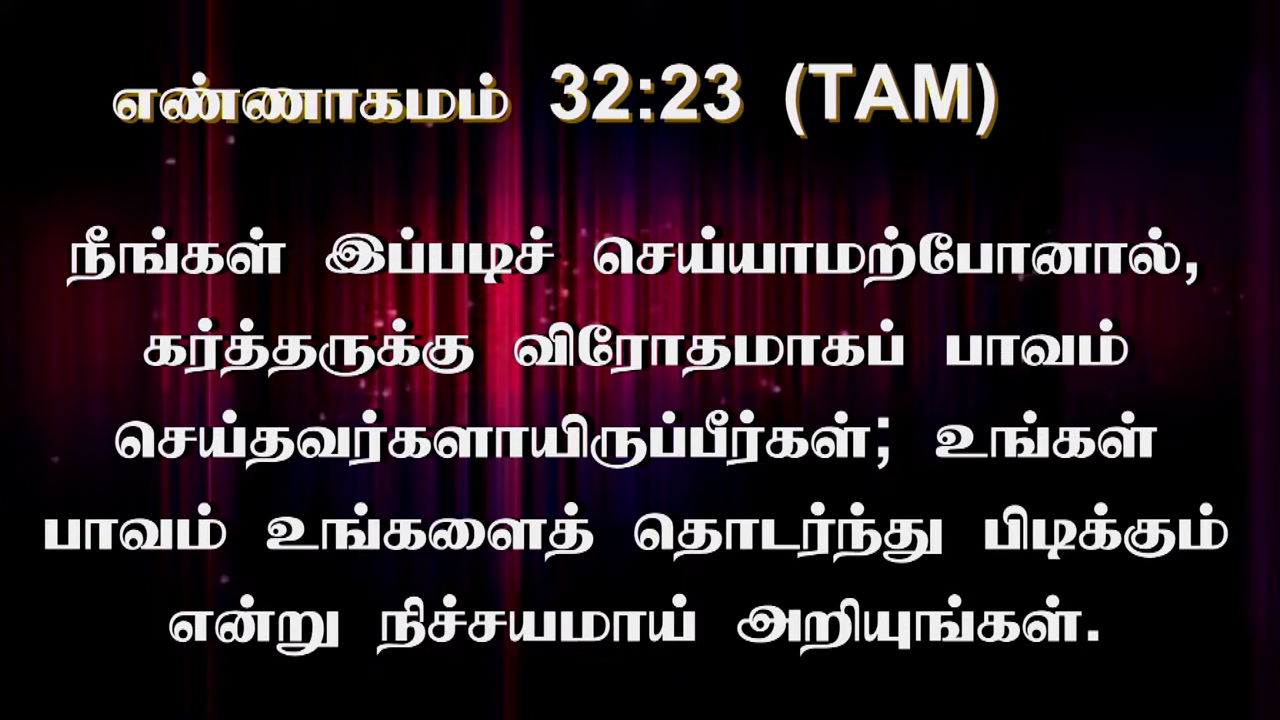 எண்ணாகமம் 32:23 (TAM)
நீங்கள் இப்படிச் செய்யாமற்போனால்,
கர்த்தருக்கு விரோதமாகப் பாவம்
செய்தவர்களாயிருப்பீர்கள்; உங்கள்
பாவம் உங்களைத் தொடர்ந்து பிடிக்கும்
என்று நிச்சயமாய் அறியுங்கள்.